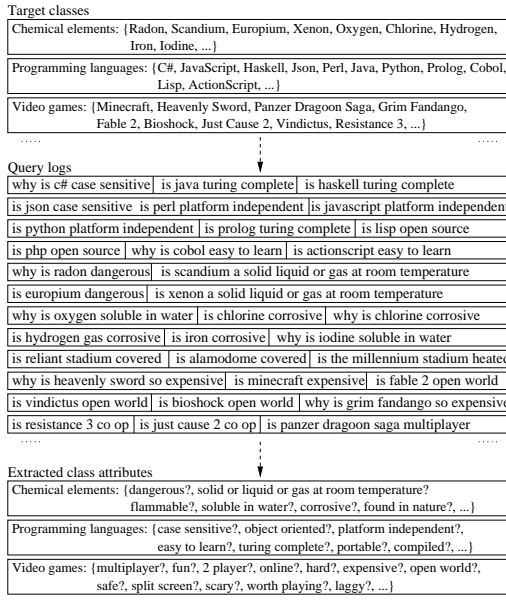 Target classes
Chemical elements: {Radon, Scandium, Europium, Xenon, Oxygen, Chlorine, Hydrogen,
Iron, Iodine, ...}
Programming languages: {C#, JavaScript, Haskell, Json, Perl, Java, Python, Prolog, Cobol,
Lisp, ActionScript, ...}
Video games: {Minecraft, Heavenly Sword, Panzer Dragoon Saga, Grim Fandango,
Fable 2, Bioshock, Just Cause 2, Vindictus, Resistance 3, ...}
.....
.....
Query logs
why is c# case sensitive is java turing complete is haskell turing complete
is json case sensitive is perl platform independent is javascript platform independent
is python platform independent is prolog turing complete is lisp open source
is php open source why is cobol easy to learn is actionscript easy to learn
why is radon dangerous is scandium a solid liquid or gas at room temperature
is europium dangerous is xenon a solid liquid or gas at room temperature
why is oxygen soluble in water is chlorine corrosive why is chlorine corrosive
is hydrogen gas corrosive is iron corrosive why is iodine soluble in water
is reliant stadium covered is alamodome covered is the millennium stadium heated
why is heavenly sword so expensive is minecraft expensive is fable 2 open world
is vindictus open world is bioshock open world why is grim fandango so expensive
is resistance 3 co op is just cause 2 co op is panzer dragoon saga multiplayer
.....
.....
Extracted class attributes
Chemical elements: {dangerous?, solid or liquid or gas at room temperature?
flammable?, soluble in water?, corrosive?, found in nature?, ...}
Programming languages: {case sensitive?, object oriented?, platform independent?,
easy to learn?, turing complete?, portable?, compiled?, ...}
Video games: {multiplayer?, fun?, 2 player?, online?, hard?, expensive?, open world?,
safe?, split screen?, scary?, worth playing?, laggy?, ...}